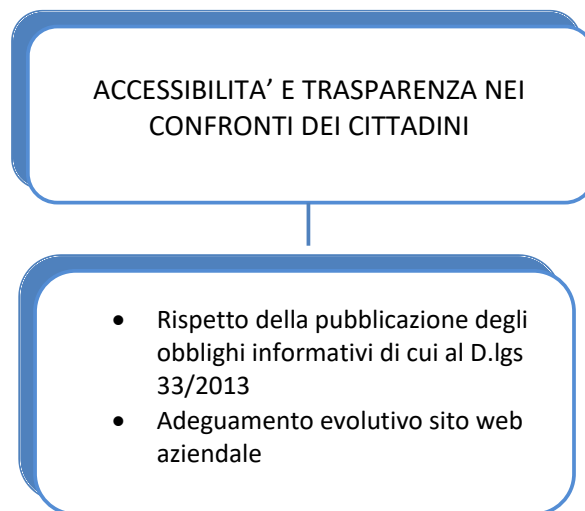 ACCESSIBILITA’ E TRASPARENZA NEI
CONFRONTI DEI CITTADINI
• Rispetto della pubblicazione degli
obblighi informativi di cui al D.lgs
33/2013
• Adeguamento evolutivo sito web
aziendale